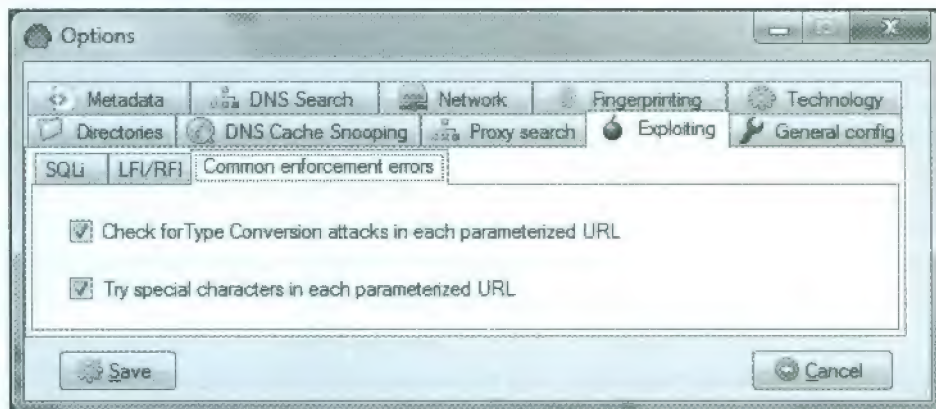 Options
Metadata DNS Search Network Fingerprinting Technology
Directories DNS Cache Snooping Proxy search Exploiting General config
SQLi LFI/RFI Common enforcement errors
Check for Type Conversion attacks in each parameterized URL
Try special characters in each parameterized URL
Save Cancel